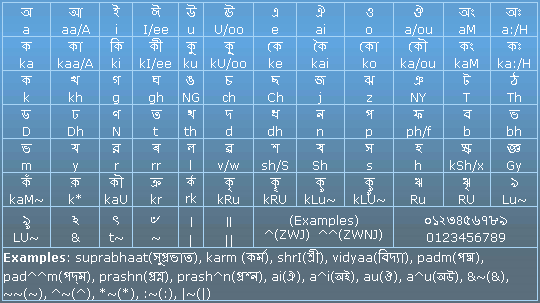 অ আ ই ঈ উ ঊ এ ঐ ও ঔ অং অঃ
a aa/A i I/ee u U/oo e ai o a/ou aM a:/H
ক কা কি কী কু কূ কে কৈ কো কৌ কং কঃ
ka kaa/A ki kI/ee ku kU/oo ke kai ko ka/ou kaM ka:/H
ক খ গ ঘ ঙ চ ছ জ ঝ ঞ ট ঠ
k kh g gh NG ch Ch j z NY T Th
ড ঢ ণ ত থ দ ধ ন প ফ ব ভ
D Dh N t th d dh n p ph/f b bh
ম য র ৰ ল ৱ শ ষ স হ ক্ষ জ্ঞ
m y r rr l v/w sh/S Sh s h kSh/x Gy
কঁ ক় কৗ ক্র র্ক কৃ কৄ কৢ কৣ ঋ ৠ ঌ
kaM~ k* kaU kr rk kRu kRU kLu~ kLU~ Ru RU Lu~
ৡ ঽ ৎ । ॥ (Examples) ০১২৩৪৫৬৭৮৯
LU~ & t~ ~ | || ^(ZWJ) ^^(ZWNJ) 0123456789
Examples: suprabhaat(সুপ্রভাত), karm (কর্ম), shrI(শ্রী), vidyaa(বিদ্যা), padm(পদ্ম),
pad^^m(পদ্‌ম), prashn(প্রশ্ন), prash^n(প্রশ্‍ন), ai(ঐ), a^i(অই), au(ঔ), a^u(অউ), &~(&),
~~(~), ^~(^), *~(*), :~(:), |~(|)